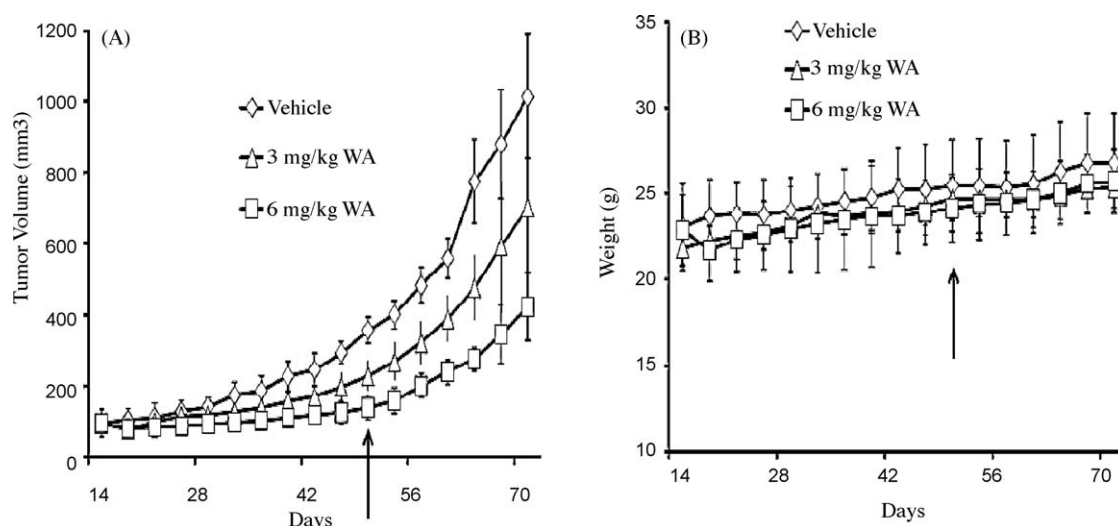 (A)
Tumor Volume (mm3)
1200
1000
800
600
400
200
0
Vehicle
3 mg/kg WA
6 mg/kg WA
14
28
42
56
70
Days
(B)
Vehicle
3 mg/kg WA
6 mg/kg WA
Weight (g)
35
30
25
20
15
10
14
28
42
56
70
Days